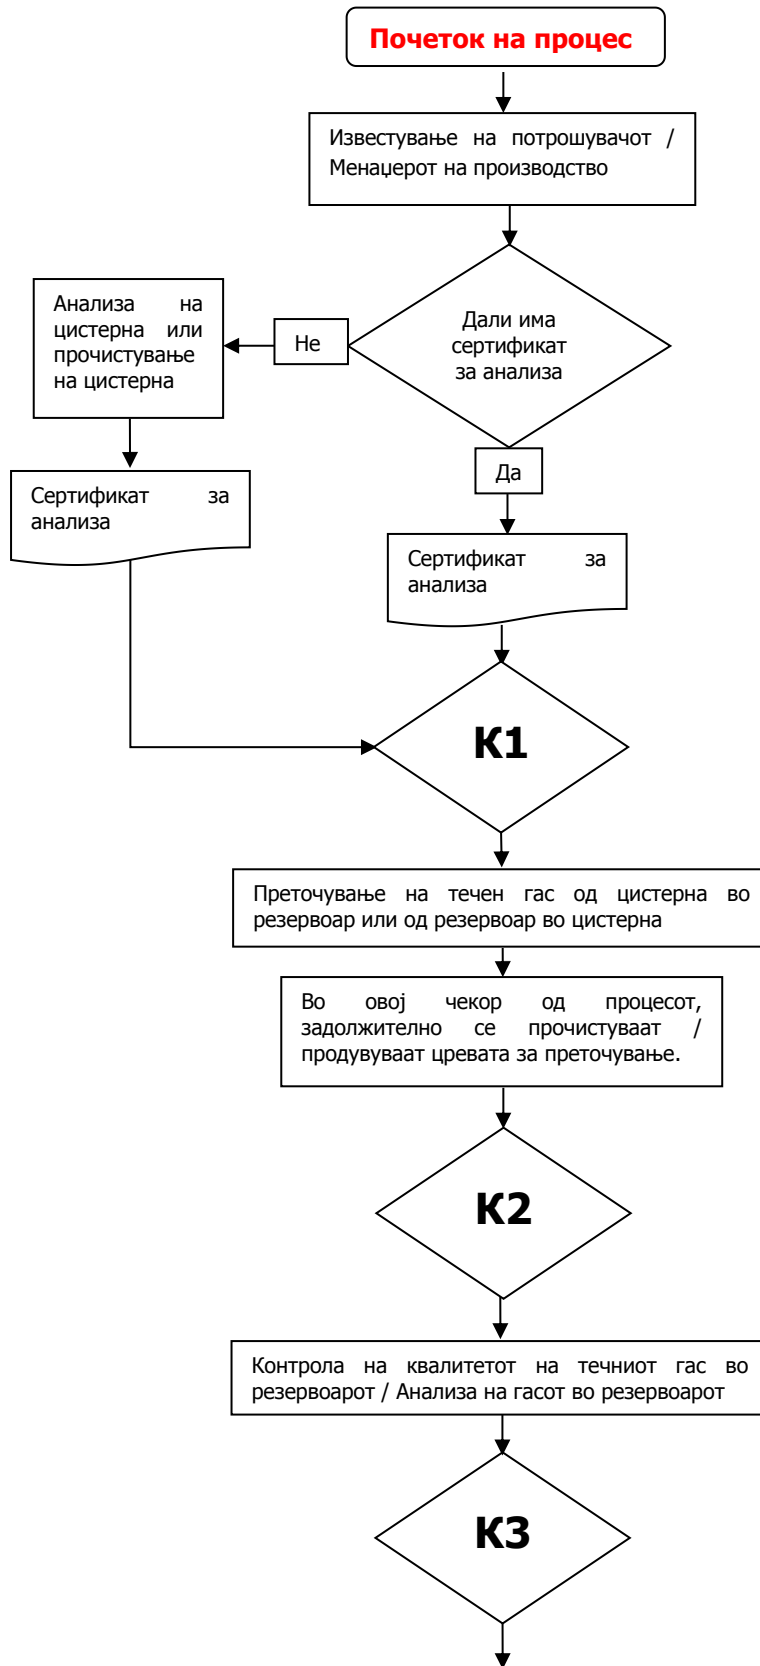 Почеток на процес
Известување на потрошувачот /
Менаџерот на производство
Дали има
сертификат
за анализа
Не
Анализа на
цистерна или
прочистување
на цистерна
Да
Сертификат за
анализа
Сертификат за
анализа
К1
Преточување на течен гас од цистерна во
резервоар или од резервоар во цистерна
Во овој чекор од процесот,
задолжително се прочистуваат /
продувуваат цревата за преточување.
К2
Контрола на квалитетот на течниот гас во
резервоарот / Анализа на гасот во резервоарот
К3